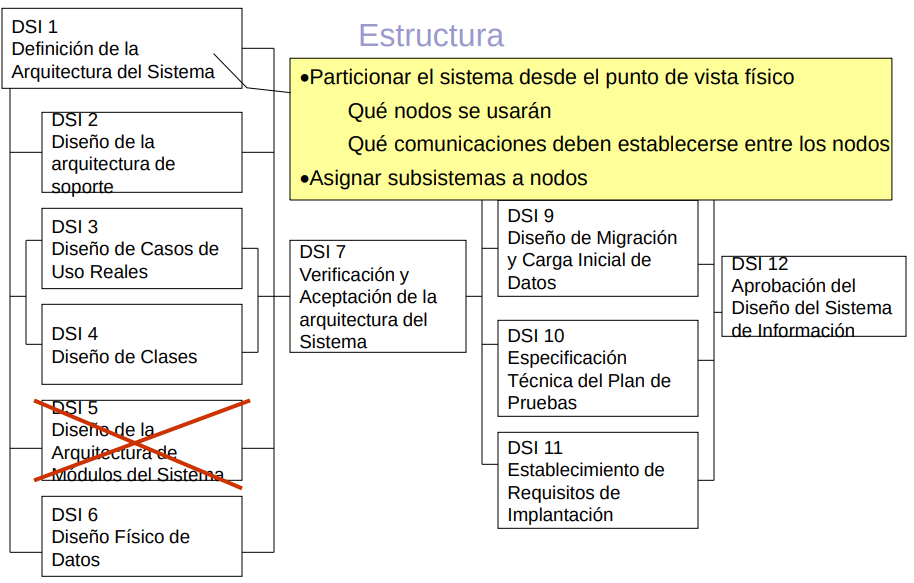 Estructura
DSI 1
Definición de la
Arquitectura del Sistema
•Particionar el sistema desde el punto de vista físico
Qué nodos se usarán
Qué comunicaciones deben establecerse entre los nodos
•Asignar subsistemas a nodos
DSI 2
Diseño de la
arquitectura de
soporte
DSI 3
Diseño de Casos de
Uso Reales
DSI 4
Diseño de Clases
DSI 5
Diseño de la
Arquitectura de
Módulos del Sistema
DSI 6
Diseño Físico de
Datos
DSI 7
Verificación y
Aceptación de la
arquitectura del
Sistema
DSI 9
Diseño de Migración
y Carga Inicial de
Datos
DSI 10
Especificación
Técnica del Plan de
Pruebas
DSI 11
Establecimiento de
Requisitos de
Implantación
DSI 12
Aprobación del
Diseño del Sistema
de Información